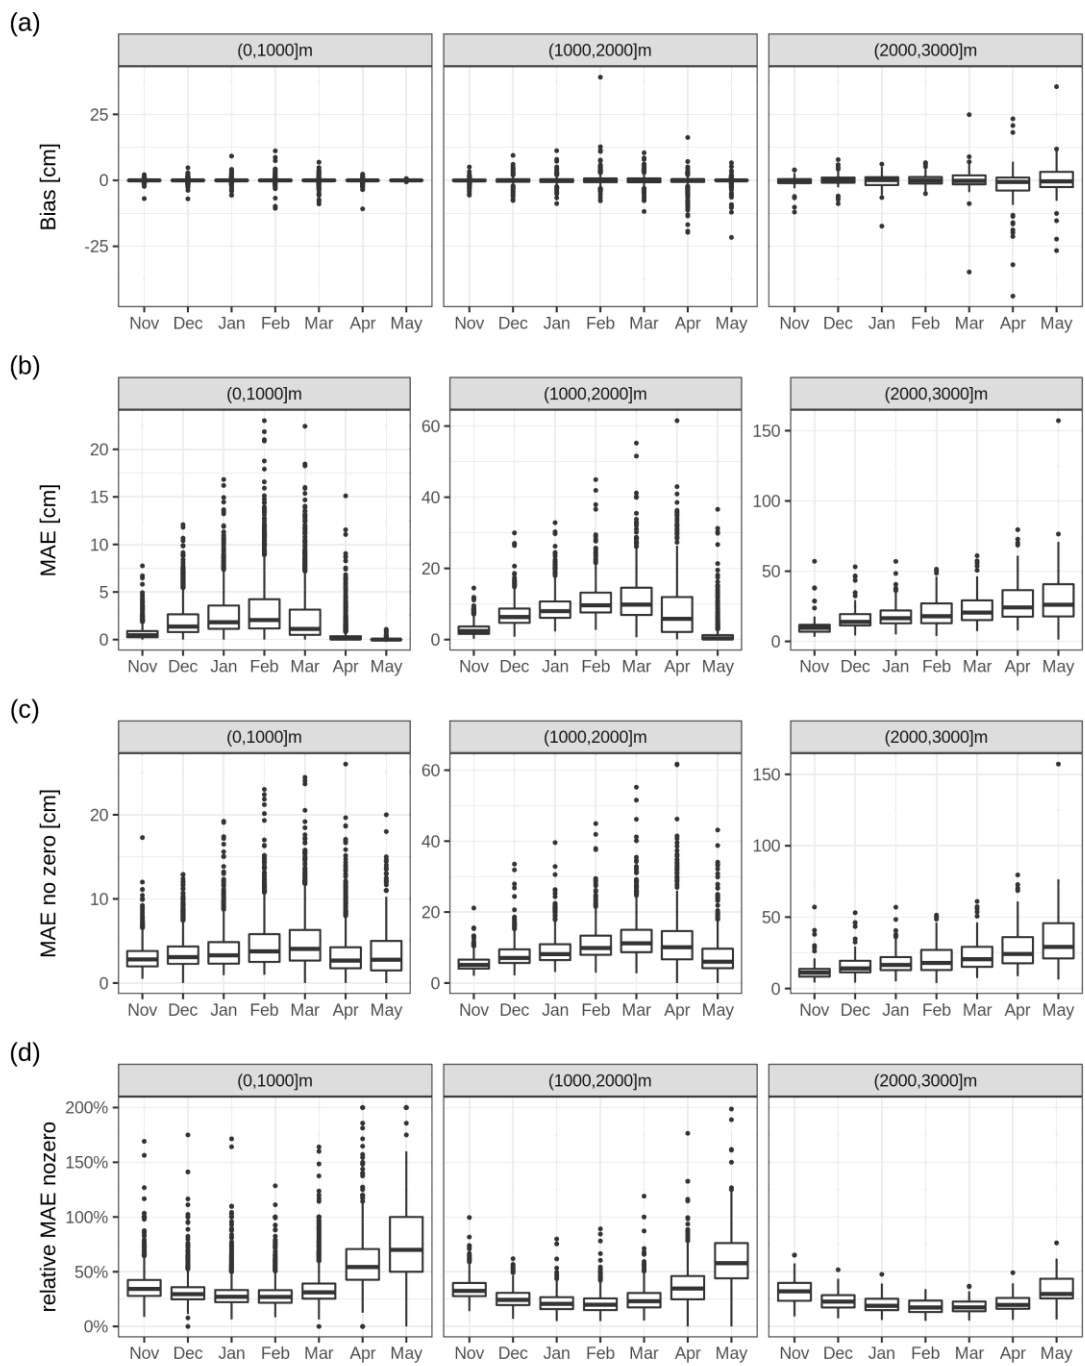 (a)
(0,1000]m (1000,2000]m (2000,3000]m
Bias [cm]
25
0
-25
Nov Dec Jan Feb Mar Apr May Nov Dec Jan Feb Mar Apr May Nov Dec Jan Feb Mar Apr May
(b)
(0,1000]m (1000,2000]m (2000,3000]m
MAE [cm]
20
15
10
5
0
60
40
20
0
150
100
50
0
Nov Dec Jan Feb Mar Apr May Nov Dec Jan Feb Mar Apr May Nov Dec Jan Feb Mar Apr May
(c)
(0,1000]m (1000,2000]m (2000,3000]m
MAE no zero [cm]
20
10
0
60
40
20
0
150
100
50
0
Nov Dec Jan Feb Mar Apr May Nov Dec Jan Feb Mar Apr May Nov Dec Jan Feb Mar Apr May
(d)
(0,1000]m (1000,2000]m (2000,3000]m
relative MAE nozero
200%
150%
100%
50%
0%
Nov Dec Jan Feb Mar Apr May Nov Dec Jan Feb Mar Apr May Nov Dec Jan Feb Mar Apr May